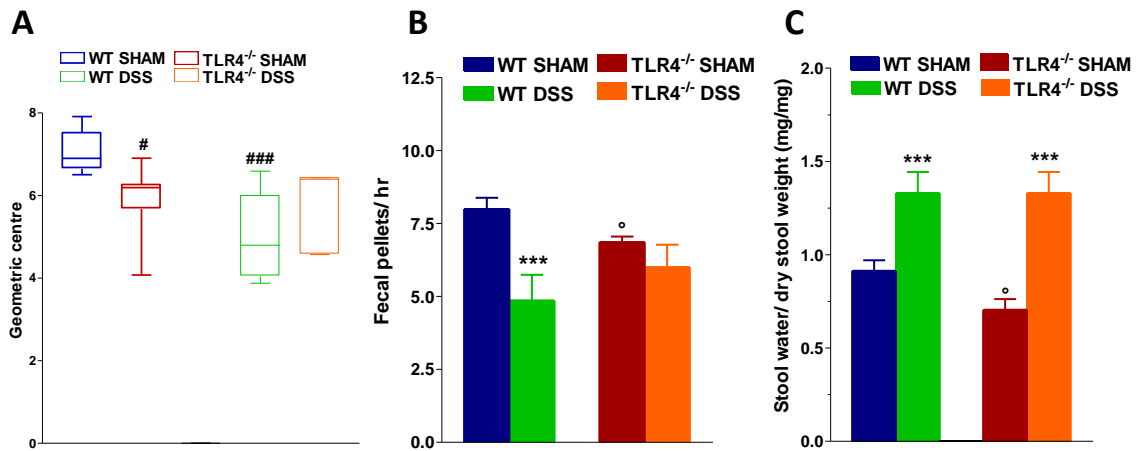 A
WT SHAM
TLR4-/- SHAM
WT DSS
TLR4-/- DSS
Geometric centre
8
6
4
2
0
#
###
B
WT SHAM
TLR4-/- SHAM
WT DSS
TLR4-/- DSS
Fecal pellets/ hr
12.5
10.0
7.5
5.0
2.5
0.0
***
°
C
WT SHAM
TLR4-/- SHAM
WT DSS
TLR4-/- DSS
Stool water/ dry stool weight (mg/mg)
2.0
1.5
1.0
0.5
0.0
***
°
***